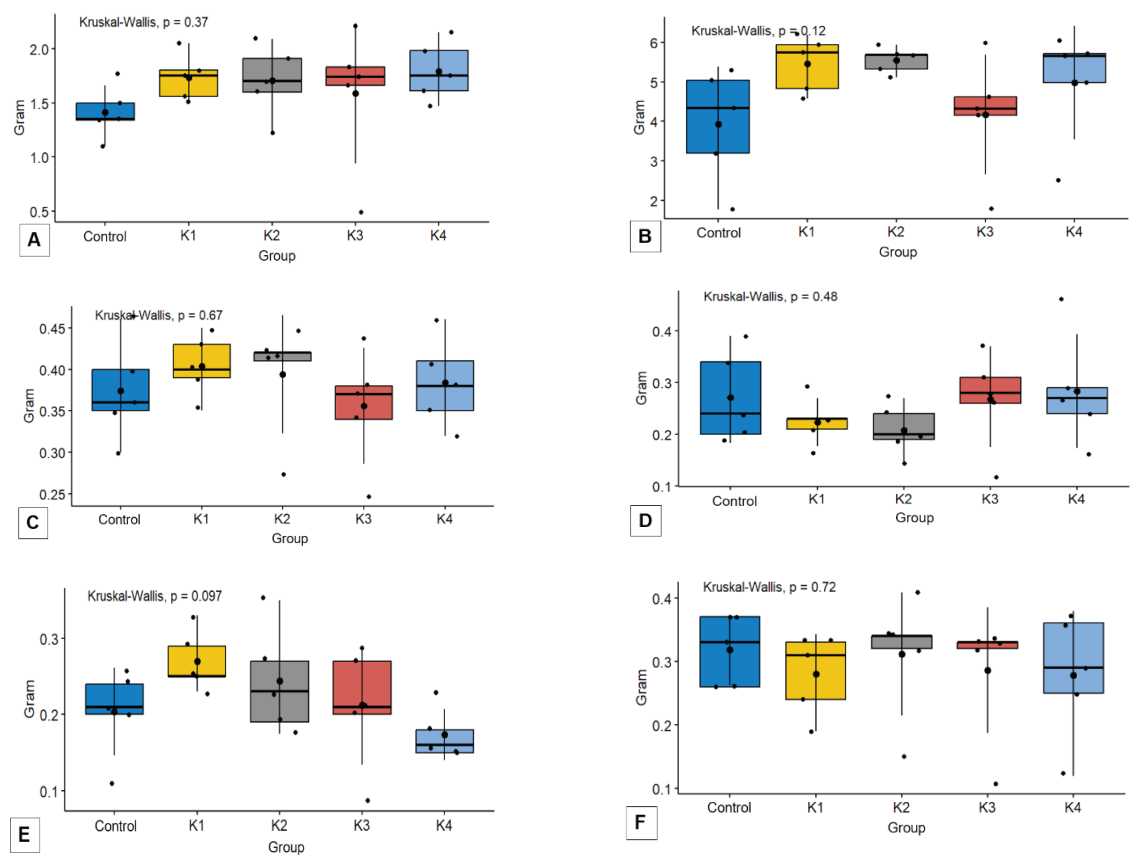 Kruskal-Wallis, p = 0.37
2.0
1.5
1.0
0.5
Gram
Control K1 K2 K3 K4
Group
A
Kruskal-Wallis, p = 0.12
6
5
4
3
2
Gram
Control K1 K2 K3 K4
Group
B
Kruskal-Wallis, p = 0.67
0.45
0.40
0.35
0.30
0.25
Gram
Control K1 K2 K3 K4
Group
C
Kruskal-Wallis, p = 0.48
0.4
0.3
0.2
0.1
Gram
Control K1 K2 K3 K4
Group
D
Kruskal-Wallis, p = 0.097
0.3
0.2
0.1
Gram
Control K1 K2 K3 K4
Group
E
Kruskal-Wallis, p = 0.72
0.4
0.3
0.2
0.1
Gram
Control K1 K2 K3 K4
Group
F